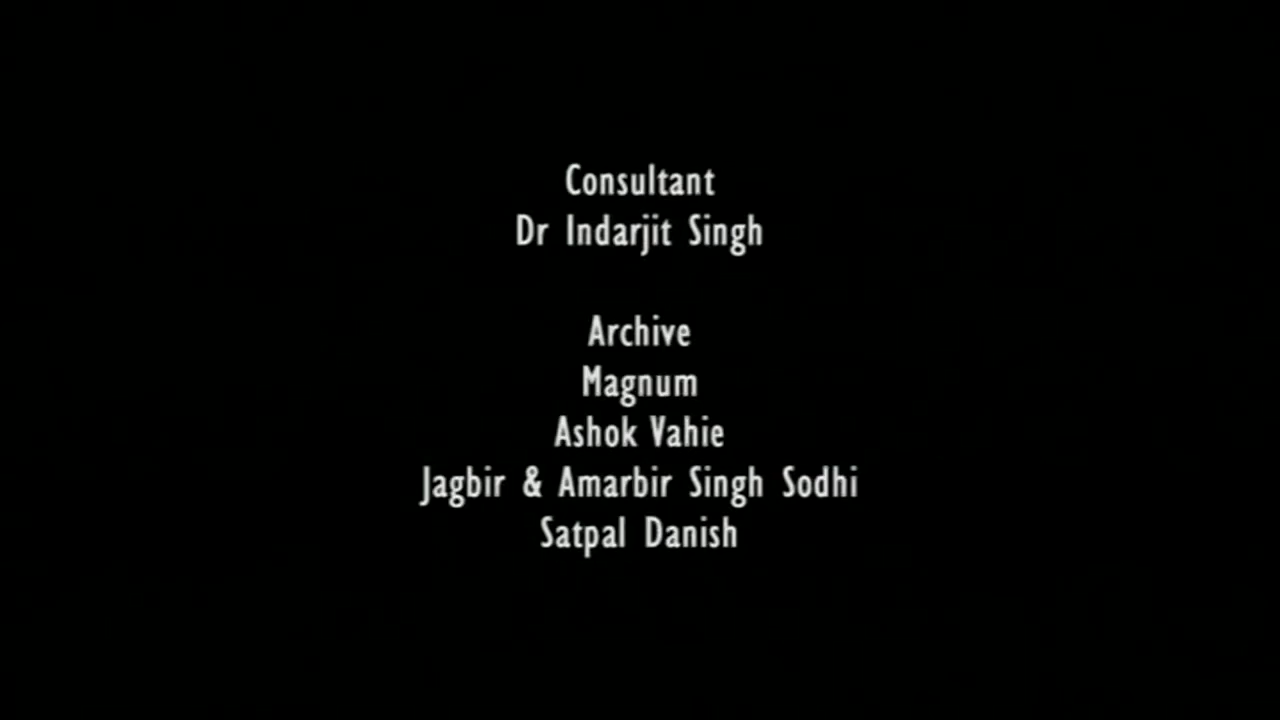 Consultant
Dr Indarjit Singh
Archive
Magnum
Ashok Vahie
Jagbir & Amarbir Singh Sodhi
Satpal Danish